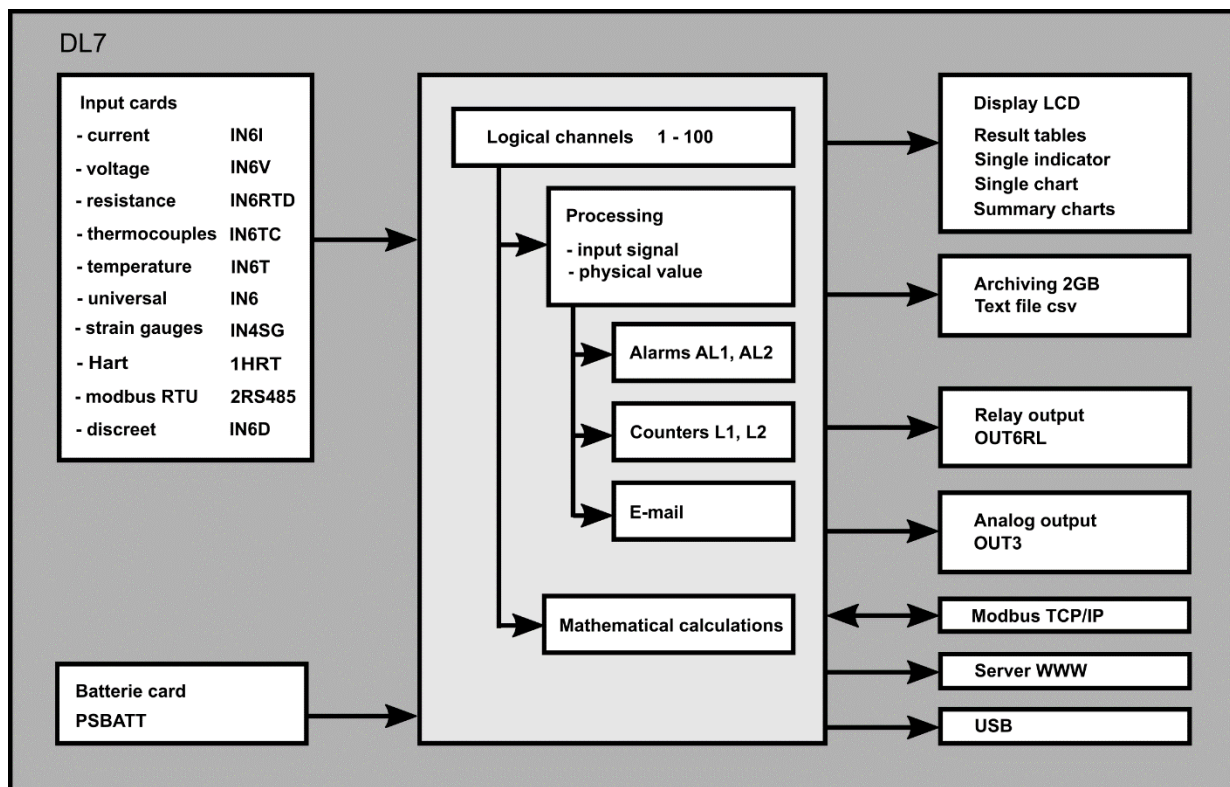 DL7
Input cards
- current IN6I
- voltage IN6V
- resistance IN6RTD
- thermocouples IN6TC
- temperature IN6T
- universal IN6
- strain gauges IN4SG
- Hart 1HRT
- modbus RTU 2RS485
- discreet IN6D
Batterie card
PSBATT
Logical channels 1 - 100
Processing
- input signal
- physical value
Alarms AL1, AL2
Counters L1, L2
E-mail
Mathematical calculations
Display LCD
Result tables
Single indicator
Single chart
Summary charts
Archiving 2GB
Text file csv
Relay output
OUT6RL
Analog output
OUT3
Modbus TCP/IP
Server WWW
USB